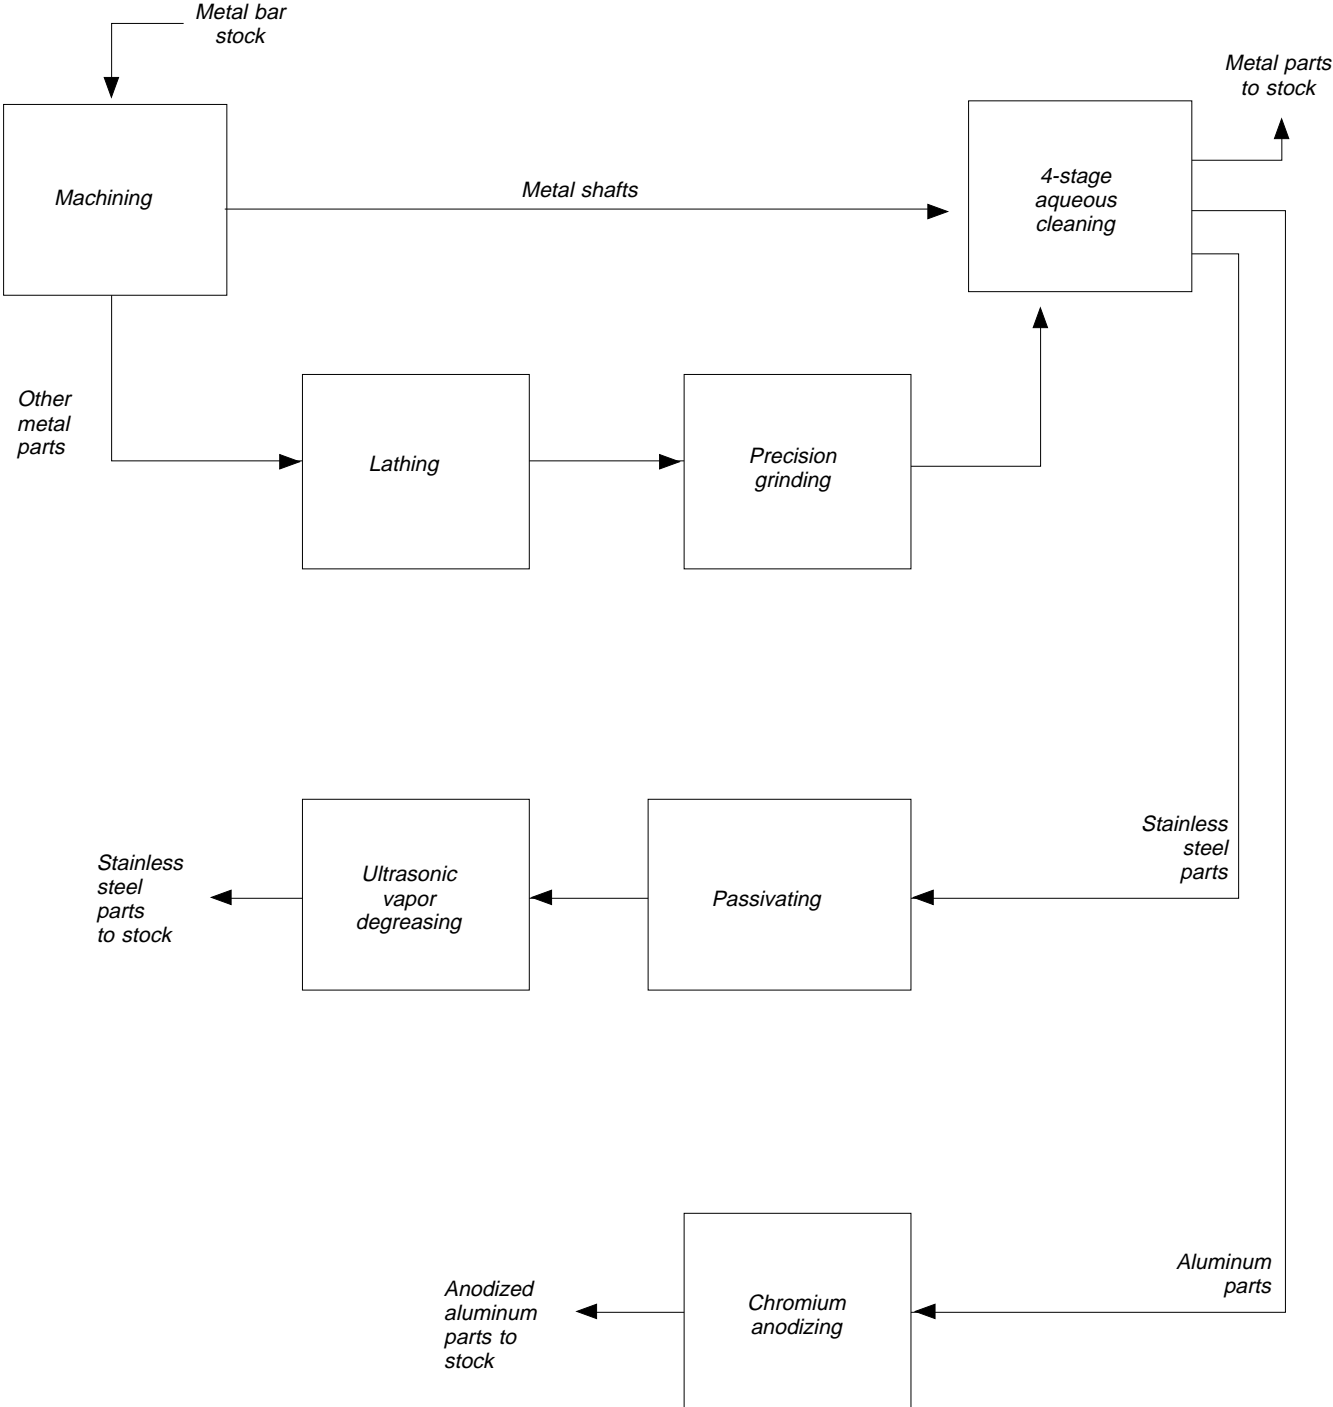 Metal bar
stock
Metal parts
to stock
Machining
Metal shafts
4-stage
aqueous
cleaning
Other
metal
parts
Lathing
Precision
grinding
Stainless
steel
parts
Stainless
steel
parts
to stock
Ultrasonic
vapor
degreasing
Passivating
Aluminum
parts
Anodized
aluminum
parts to
stock
Chromium
anodizing